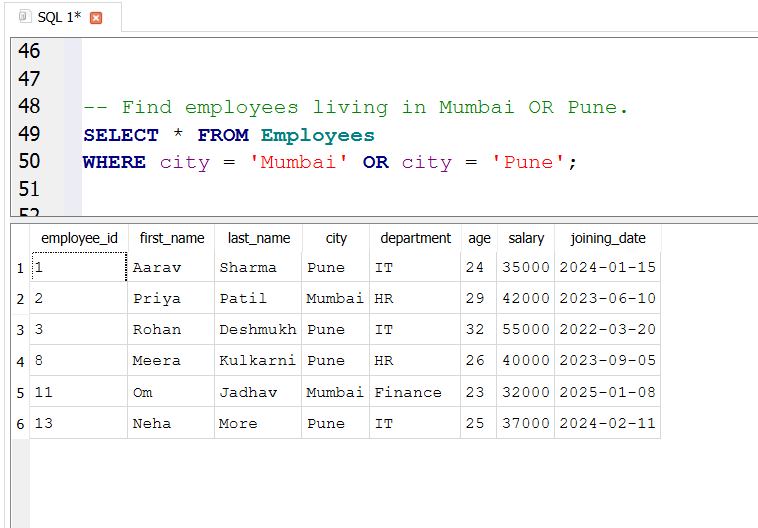 SQL 1*
46
47
48 -- Find employees living in Mumbai OR Pune.
49 SELECT * FROM Employees
50 WHERE city = 'Mumbai' OR city = 'Pune';
51
52
employee_id first_name last_name city department age salary joining_date
1 1 Aarav Sharma Pune IT 24 35000 2024-01-15
2 2 Priya Patil Mumbai HR 29 42000 2023-06-10
3 3 Rohan Deshmukh Pune IT 32 55000 2022-03-20
4 8 Meera Kulkarni Pune HR 26 40000 2023-09-05
5 11 Om Jadhav Mumbai Finance 23 32000 2025-01-08
6 13 Neha More Pune IT 25 37000 2024-02-11